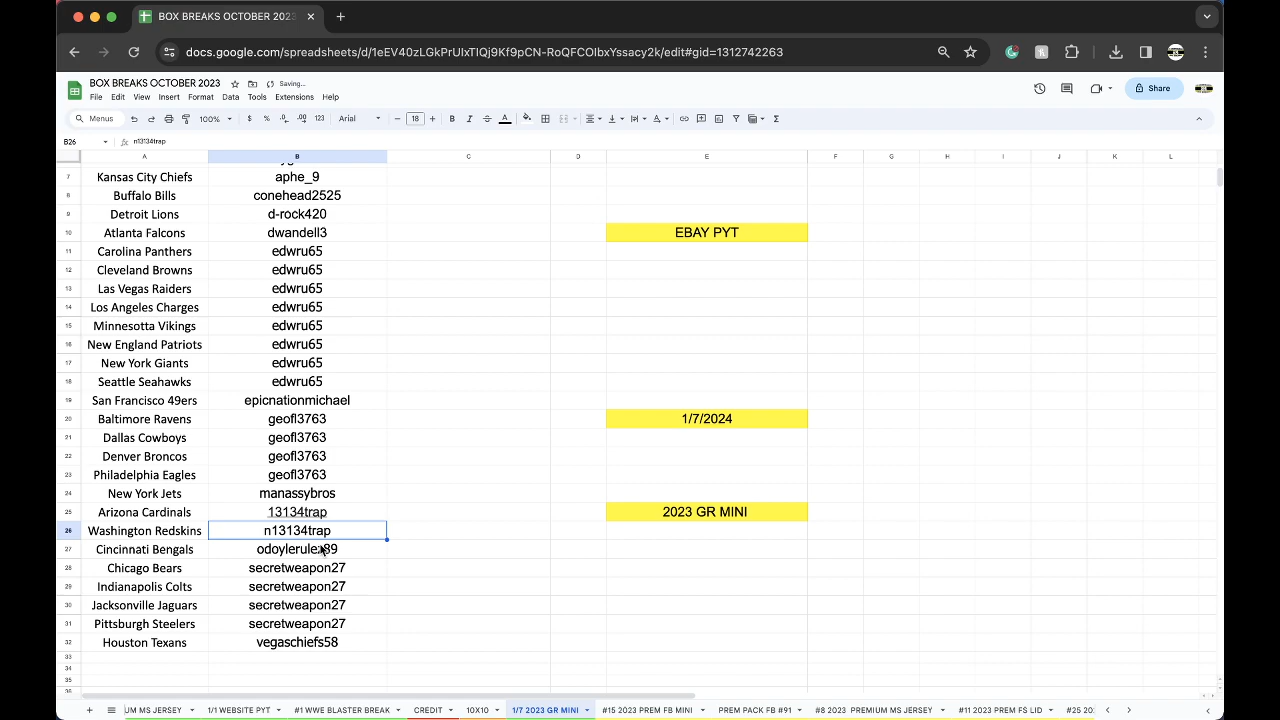 BOX BREAKS OCTOBER 2023
docs.google.com/spreadsheets/d/1eEV40zLGkPrUIxTIQj9Kf9pCN-RoQFCOIbxYssacy2k/edit#gid=1312742263
BOX BREAKS OCTOBER 2023 Saving...
File Edit View Insert Format Data Tools Extensions Help
Share
Menus 100% $ % .0 .00 123 Arial 18 B I A
B26 n13134trap
A B C D E F G H I J K L
7 Kansas City Chiefs aphe_9
8 Buffalo Bills conehead2525
9 Detroit Lions d-rock420
10 Atlanta Falcons dwandell3 EBAY PYT
11 Carolina Panthers edwru65
12 Cleveland Browns edwru65
13 Las Vegas Raiders edwru65
14 Los Angeles Charges edwru65
15 Minnesotta Vikings edwru65
16 New England Patriots edwru65
17 New York Giants edwru65
18 Seattle Seahawks edwru65
19 San Francisco 49ers epicnationmichael
20 Baltimore Ravens geofl3763 1/7/2024
21 Dallas Cowboys geofl3763
22 Denver Broncos geofl3763
23 Philadelphia Eagles geofl3763
24 New York Jets manassybros
25 Arizona Cardinals 13134trap 2023 GR MINI
26 Washington Redskins n13134trap
27 Cincinnati Bengals
28 Chicago Bears secretweapon27
29 Indianapolis Colts secretweapon27
30 Jacksonville Jaguars secretweapon27
31 Pittsburgh Steelers secretweapon27
32 Houston Texans vegaschiefs58
33
34
35
36
UM MS JERSEY 1/1 WEBSITE PYT #1 WWE BLASTER BREAK CREDIT 10X10 1/7 2023 GR MINI #15 2023 PREM FB MINI PREM PACK FB #91 #8 2023 PREMIUM MS JERSEY #11 2023 PREM FS LID #25 20